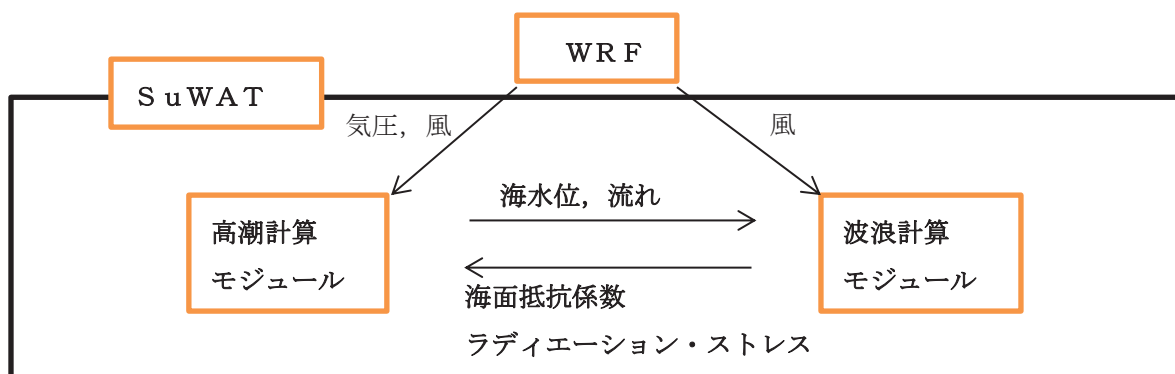 WRF
SuWAT
気圧,風
風
海水位,流れ
高潮計算
モジュール
波浪計算
モジュール
海面抵抗係数
ラディエーション・ストレス